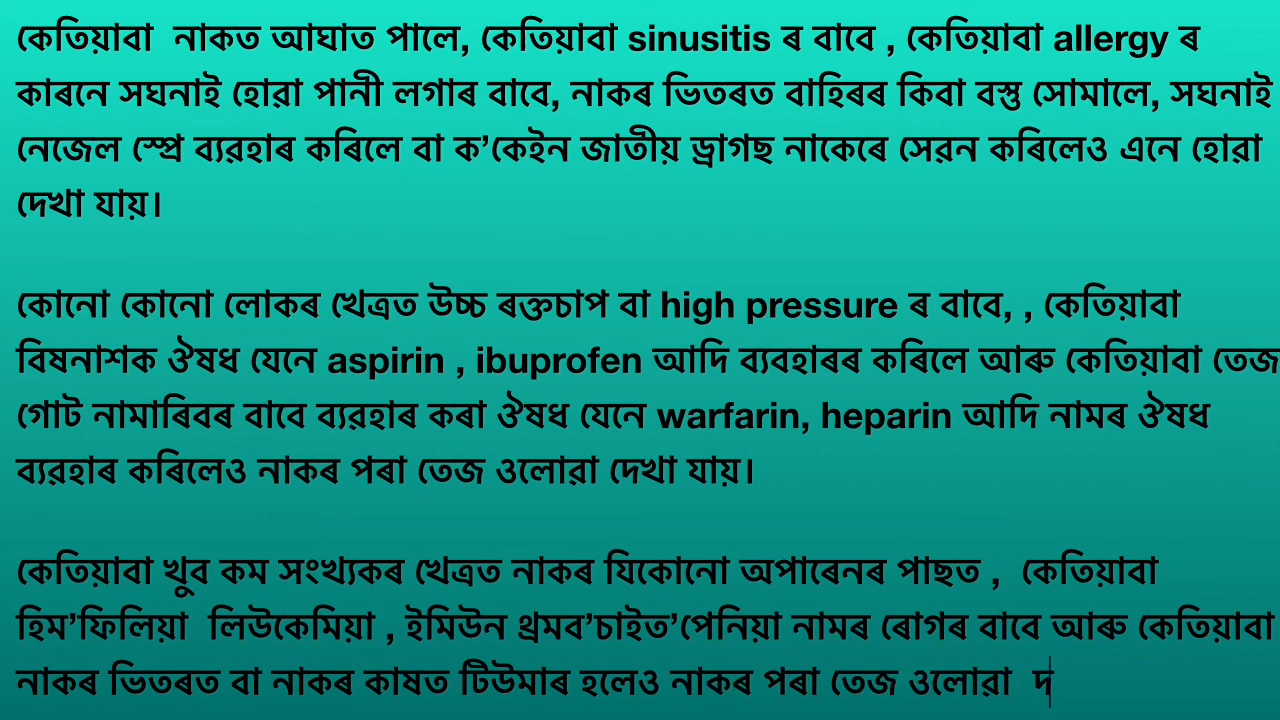 কেতিয়াবা নাকত আঘাত পালে, কেতিয়াবা sinusitis ৰ বাবে , কেতিয়াবা allergy ৰ
কাৰনে সঘনাই হোৱা পানী লগাৰ বাবে, নাকৰ ভিতৰত বাহিৰৰ কিবা বস্তু সোমালে, সঘনাই
নেজেল স্প্ৰে ব্যৱহাৰ কৰিলে বা ক’কেইন জাতীয় ড্ৰাগছ নাকেৰে সেৱন কৰিলেও এনে হোৱা
দেখা যায়।
কোনো কোনো লোকৰ খেত্ৰত উচ্চ ৰক্তচাপ বা high pressure ৰ বাবে, , কেতিয়াবা
বিষনাশক ঔষধ যেনে aspirin , ibuprofen আদি ব্যবহাৰৰ কৰিলে আৰু কেতিয়াবা তেজ
গোট নামাৰিবৰ বাবে ব্যৱহাৰ কৰা ঔষধ যেনে warfarin, heparin আদি নামৰ ঔষধ
ব্যৱহাৰ কৰিলেও নাকৰ পৰা তেজ ওলোৱা দেখা যায়।
কেতিয়াবা খুব কম সংখ্যকৰ খেত্ৰত নাকৰ যিকোনো অপাৰেনৰ পাছত , কেতিয়াবা
হিম’ফিলিয়া লিউকেমিয়া , ইমিউন থ্ৰমব’চাইত’পেনিয়া নামৰ ৰোগৰ বাবে আৰু কেতিয়াবা
নাকৰ ভিতৰত বা নাকৰ কাষত টিউমাৰ হলেও নাকৰ পৰা তেজ ওলোৱা দ